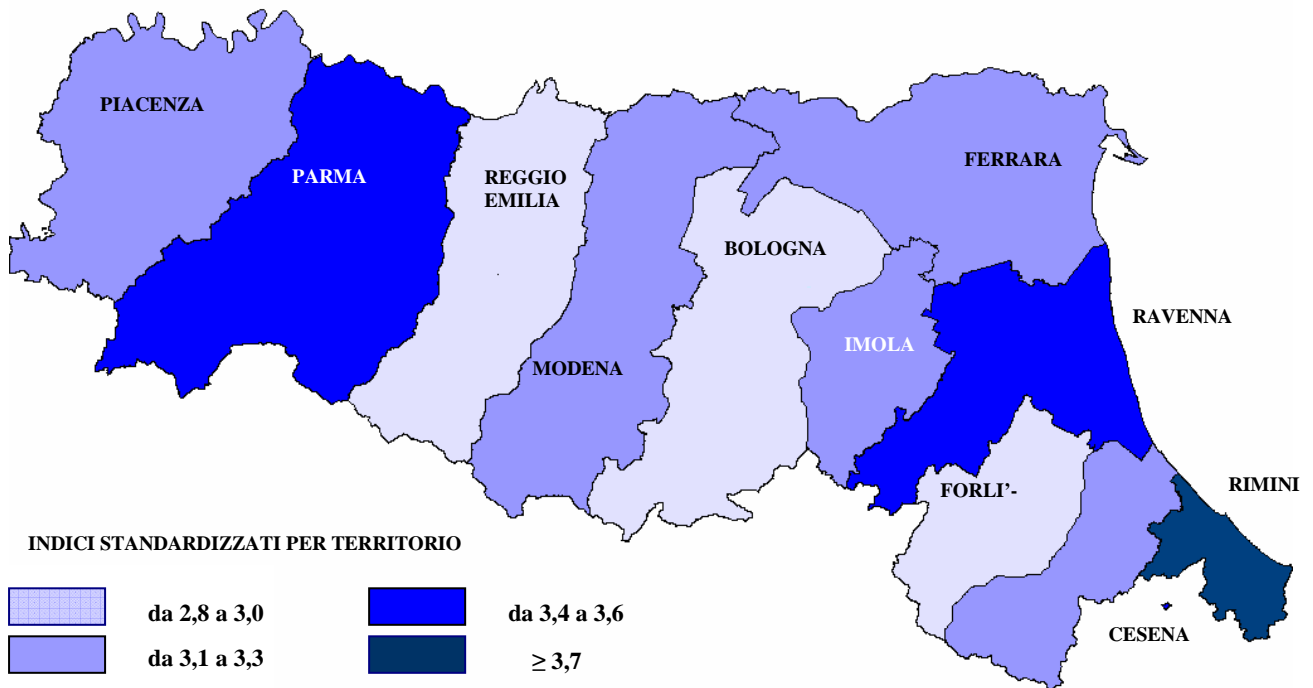 PIACENZA
PARMA
REGGIO
EMILIA
FERRARA
BOLOGNA
RAVENNA
IMOLA
MODENA
FORLI’-
RIMINI
CESENA
INDICI STANDARDIZZATI PER TERRITORIO
da 2,8 a 3,0
da 3,4 a 3,6
da 3,1 a 3,3
≥ 3,7